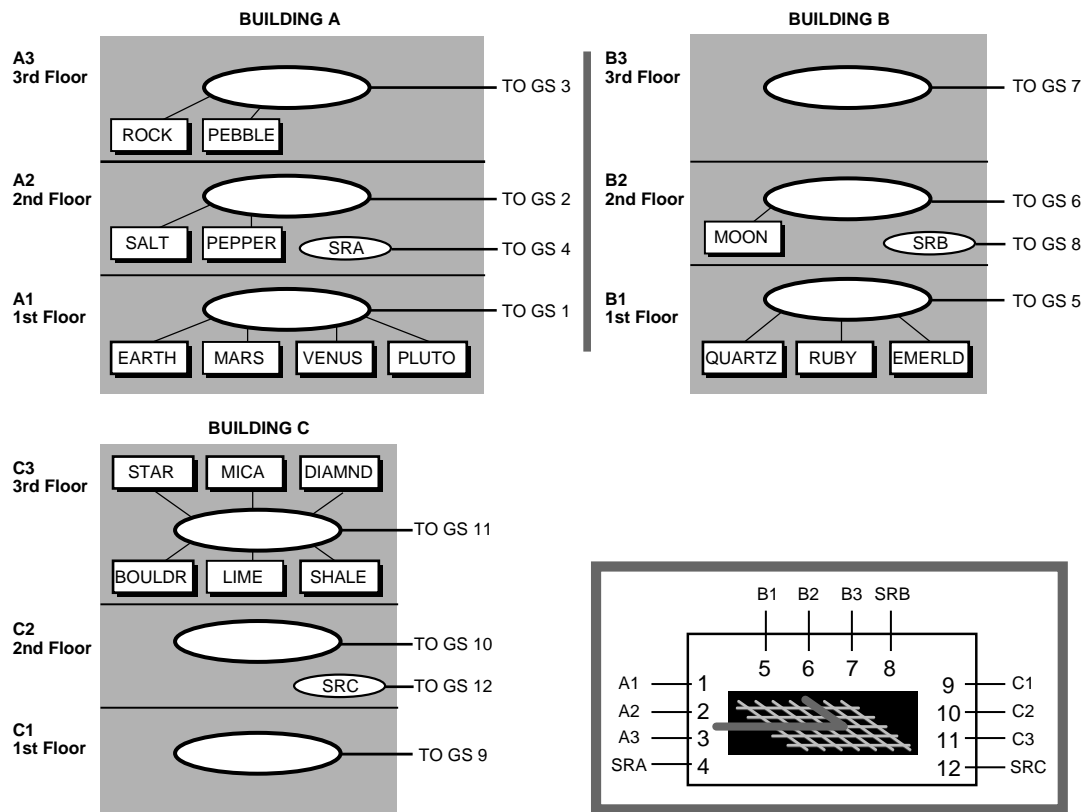 BUILDING A
A3
3rd Floor
TO GS 3
ROCK PEBBLE
A2
2nd Floor
TO GS 2
SALT PEPPER
SRA
TO GS 4
A1
1st Floor
TO GS 1
EARTH MARS VENUS PLUTO
BUILDING B
B3
3rd Floor
TO GS 7
B2
2nd Floor
TO GS 6
MOON
SRB
TO GS 8
B1
1st Floor
TO GS 5
QUARTZ RUBY EMERLD
BUILDING C
C3
3rd Floor
STAR MICA DIAMND
TO GS 11
BOULDR LIME SHALE
C2
2nd Floor
TO GS 10
SRC
TO GS 12
C1
1st Floor
TO GS 9
B1 B2 B3 SRB
5 6 7 8
A1 1 9 C1
A2 2 10 C2
A3 3 11 C3
SRA 4 12 SRC